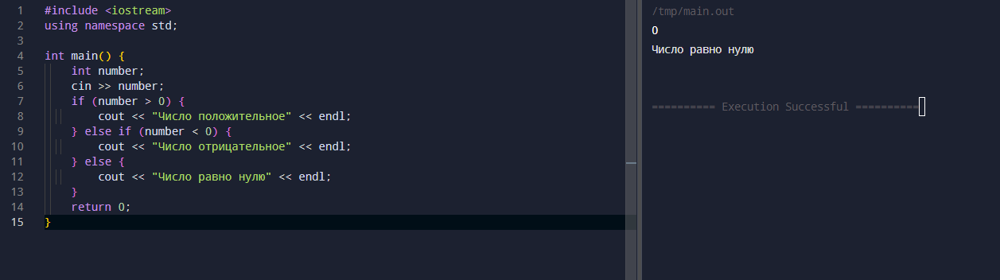 1 #include <iostream>
2 using namespace std;
3
4 int main() {
5     int number;
6     cin >> number;
7     if (number > 0) {
8         cout << "Число положительное" << endl;
9     } else if (number < 0) {
10         cout << "Число отрицательное" << endl;
11     } else {
12         cout << "Число равно нулю" << endl;
13     }
14     return 0;
15 }
/tmp/main.out
0
Число равно нулю
========== Execution Successful ==========